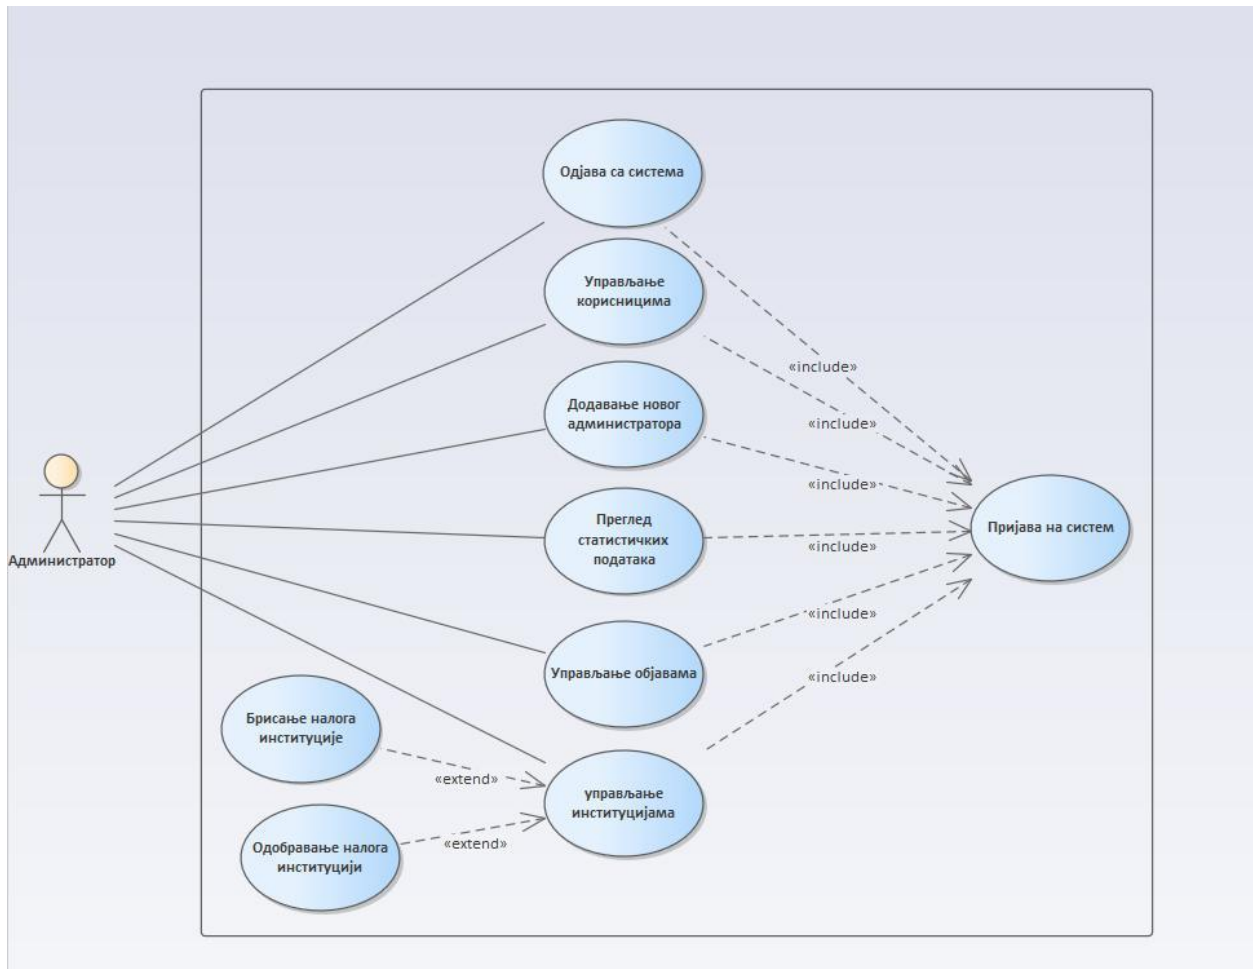 Одјава са система
Управљање
корисницима
«include»
Додавање новог
администратора
«include»
«include»
Преглед
статистичких
података
«include»
Пријава на систем
Администратор
Управљање објавама
«include»
«include»
Брисање налога
институције
«extend»
управљање
институцијама
Одобравање налога
институцији
«extend»